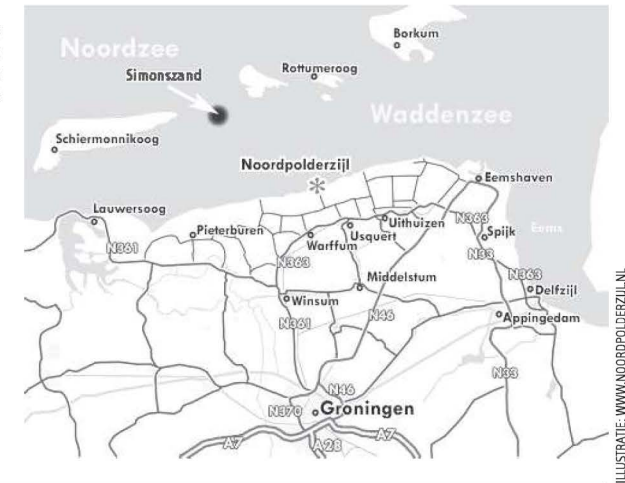 Borkum
Noordzee
Rottumeroog
Simonszand
Waddenzee
Schiermonnikoog
Noordpolderzijl
Eemshaven
Lauwersoog
Uithuizen
N363
Pieterburen
Usquert
Spijk
Eems
Warffum
N361
N33
N363
N363
Middelstum
Delfzijl
Winsum
N361
N46
Appingedam
N33
N46
N370
Groningen
A7
A28
A7
ILLUSTRATIE: WWW.NOORDPOLDERZIJL.NL